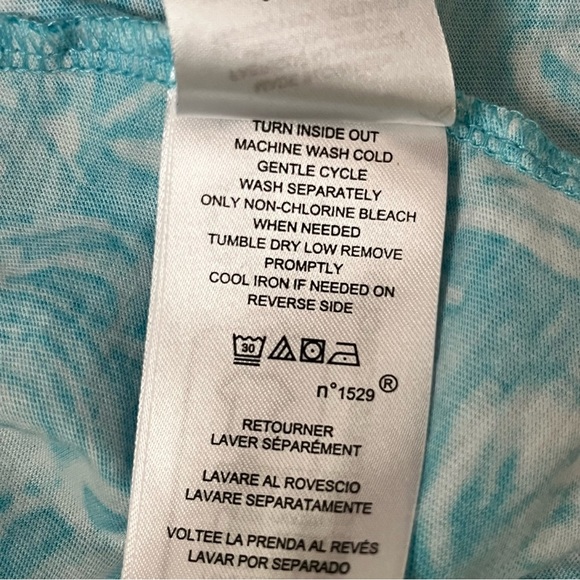 TURN INSIDE OUT
MACHINE WASH COLD
GENTLE CYCLE
WASH SEPARATELY
ONLY NON-CHLORINE BLEACH
WHEN NEEDED
TUMBLE DRY LOW REMOVE
PROMPTLY
COOL IRON IF NEEDED ON
REVERSE SIDE
30
n°1529®
RETOURNER
LAVER SÉPARÉMENT
LAVARE AL ROVESCIO
LAVARE SEPARATAMENTE
VOLTEE LA PRENDA AL REVÉS
LAVAR POR SEPARADO